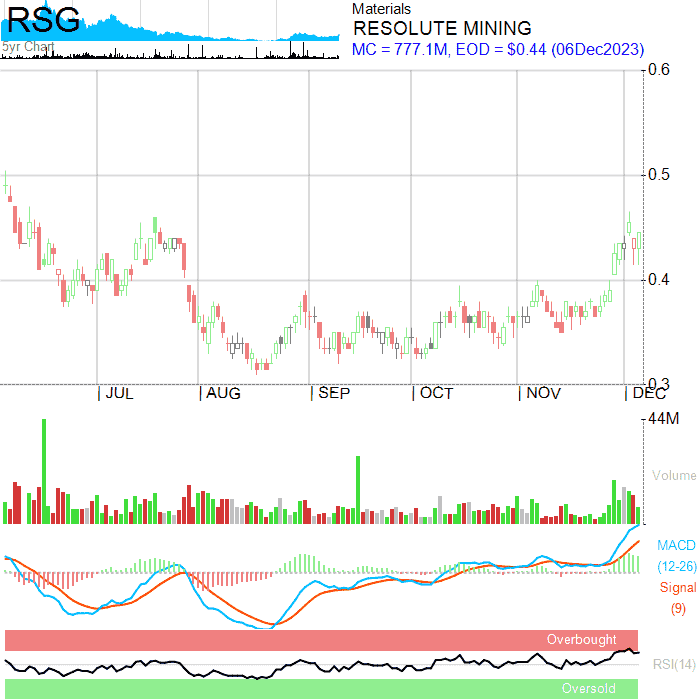 RSG
5yr Chart
Materials
RESOLUTE MINING
MC = 777.1M, EOD = $0.44 (06Dec2023)
0.6
0.5
0.4
0.3
| JUL | AUG | SEP | OCT | NOV | DEC
44M
Volume
MACD
(12-26)
Signal
(9)
Overbought
RSI(14)
Oversold